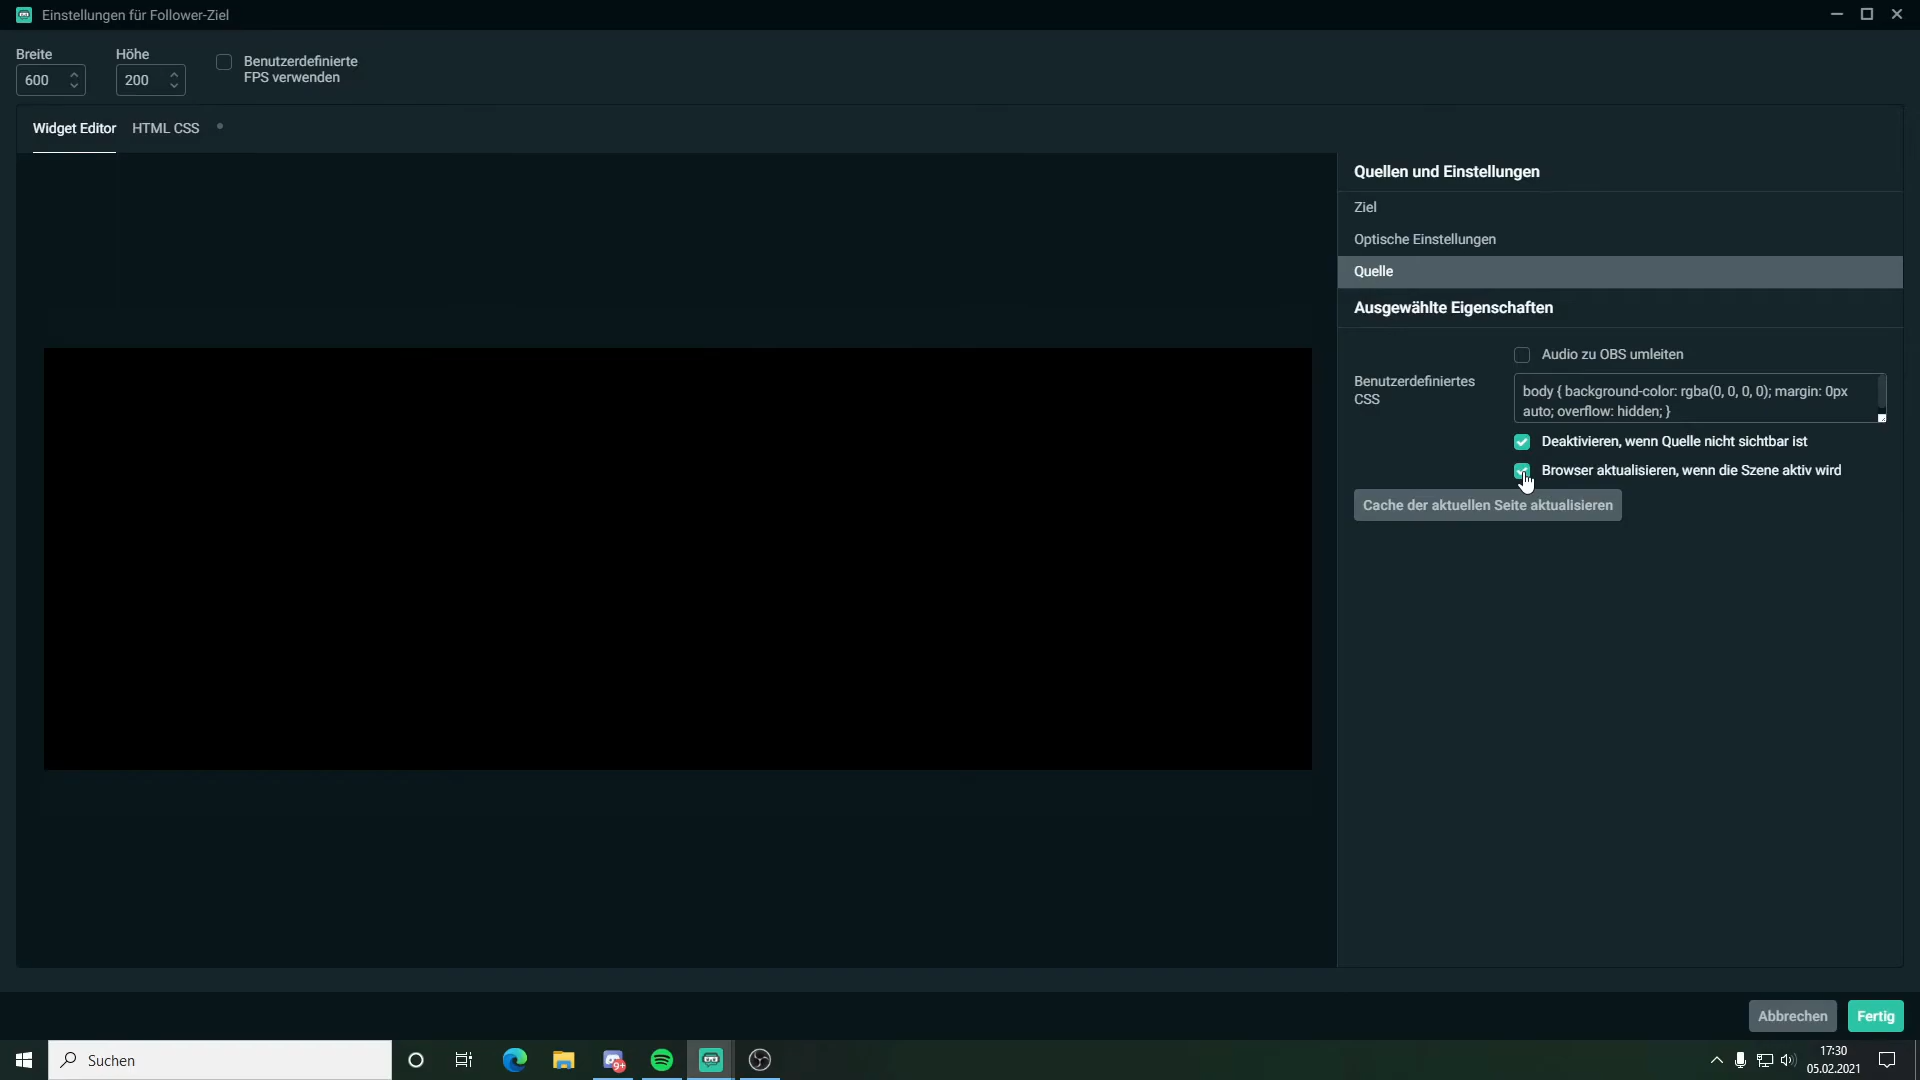 Einstellungen für Follower-Ziel
Breite
Höhe
600
200
Benutzerdefinierte
FPS verwenden
Widget Editor
HTML CSS
Quellen und Einstellungen
Ziel
Optische Einstellungen
Quelle
Ausgewählte Eigenschaften
Audio zu OBS umleiten
Benutzerdefiniertes
CSS
body { background-color: rgba(0, 0, 0, 0); margin: 0px
auto; overflow: hidden; }
Deaktivieren, wenn Quelle nicht sichtbar ist
Browser aktualisieren, wenn die Szene aktiv wird
Cache der aktuellen Seite aktualisieren
Abbrechen
Fertig
Suchen
9+
17:30
05.02.2021